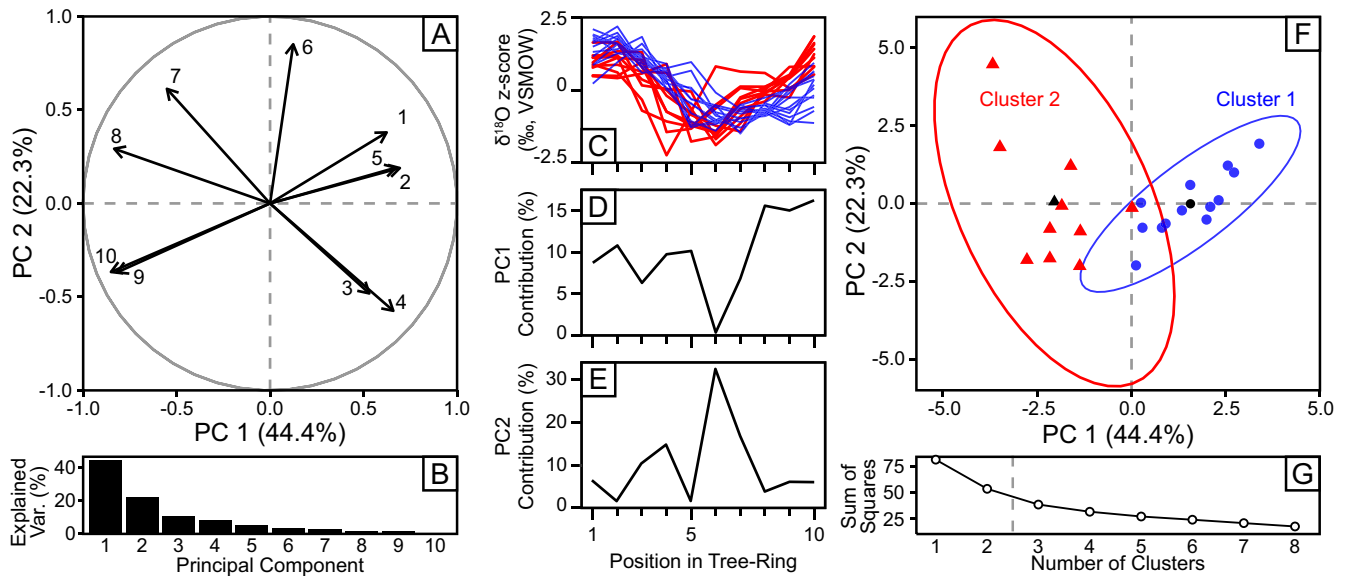 A
1.0
0.5
0.0
-0.5
-1.0
PC 2 (22.3%)
6
7
8
1
5
2
10
9
3
4
-1.0
-0.5
0.0
0.5
1.0
PC 1 (44.4%)
B
Explained
Var. (%)
40
20
0
1 2 3 4 5 6 7 8 9 10
Principal Component
C
δ¹⁸O z-score
(‰, VSMOW)
2.5
0
-2.5
D
PC1
Contribution (%)
15
10
5
0
E
PC2
Contribution (%)
30
20
10
0
1 5 10
Position in Tree-Ring
F
Cluster 2
Cluster 1
5.0
2.5
0.0
-2.5
-5.0
PC 2 (22.3%)
-5.0
-2.5
0.0
2.5
5.0
PC 1 (44.4%)
G
Sum of
Squares
75
50
25
1 2 3 4 5 6 7 8
Number of Clusters